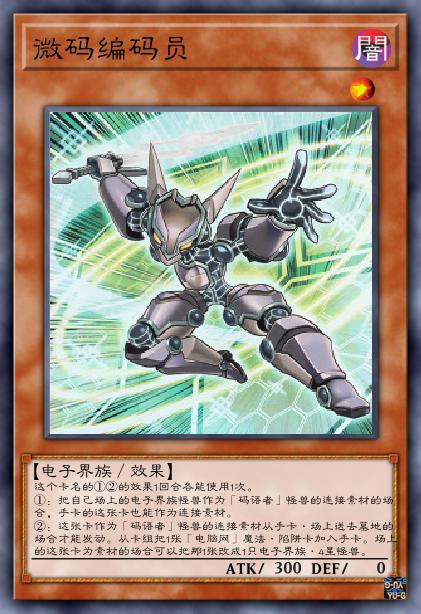 微码编码员
闇
【电子界族／效果】
这个卡名的①②的效果1回合各能使用1次。
①：把自己场上的电子界族怪兽作为「码语者」怪兽的连接素材的场
合，手卡的这张卡也能作为连接素材。
②：这张卡作为「码语者」怪兽的连接素材从手卡·场上送去墓地的
场合才能发动。从卡组把1张「电脑网」魔法·陷阱卡加入手卡。场上
的这张卡为素材的场合可以把那1张改成1只电子界族·4星怪兽。
ATK/ 300 DEF/ 0